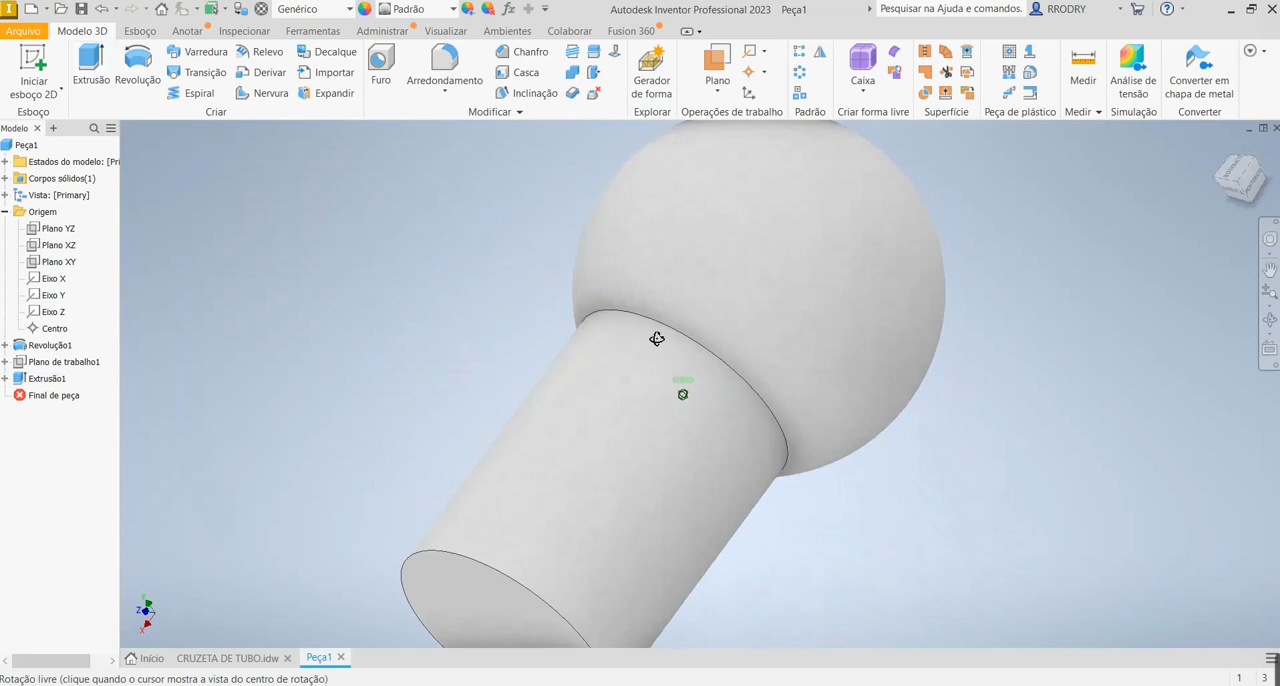 Genérico
Padrão
Autodesk Inventor Professional 2023
Peça1
Pesquisar na Ajuda e comandos.
RRODRY
Arquivo
Modelo 3D
Esboço
Anotar
Inspecionar
Ferramentas
Administrar
Visualizar
Ambientes
Colaborar
Fusion 360
Iniciar
esboço 2D
Esboço
Extrusão
Revolução
Varredura
Transição
Espiral
Relevo
Derivar
Nervura
Decalque
Importar
Expandir
Criar
Furo
Arredondamento
Chanfro
Casca
Inclinação
Modificar
Gerador
de forma
Explorar
Plano
Operações de trabalho
Padrão
Caixa
Criar forma livre
Superfície
Peça de plástico
Medir
Medir
Análise de
tensão
Simulação
Converter em
chapa de metal
Converter
Modelo
Peça1
Estados do modelo: [Pri
Corpos sólidos(1)
Vista: [Primary]
Origem
Plano YZ
Plano XZ
Plano XY
Eixo X
Eixo Y
Eixo Z
Centro
Revolução1
Plano de trabalho1
Extrusão1
Final de peça
Z
X
Início
CRUZETA DE TUBO.idw
Peça1
Rotação livre (clique quando o cursor mostra a vista do centro de rotação)
1
3